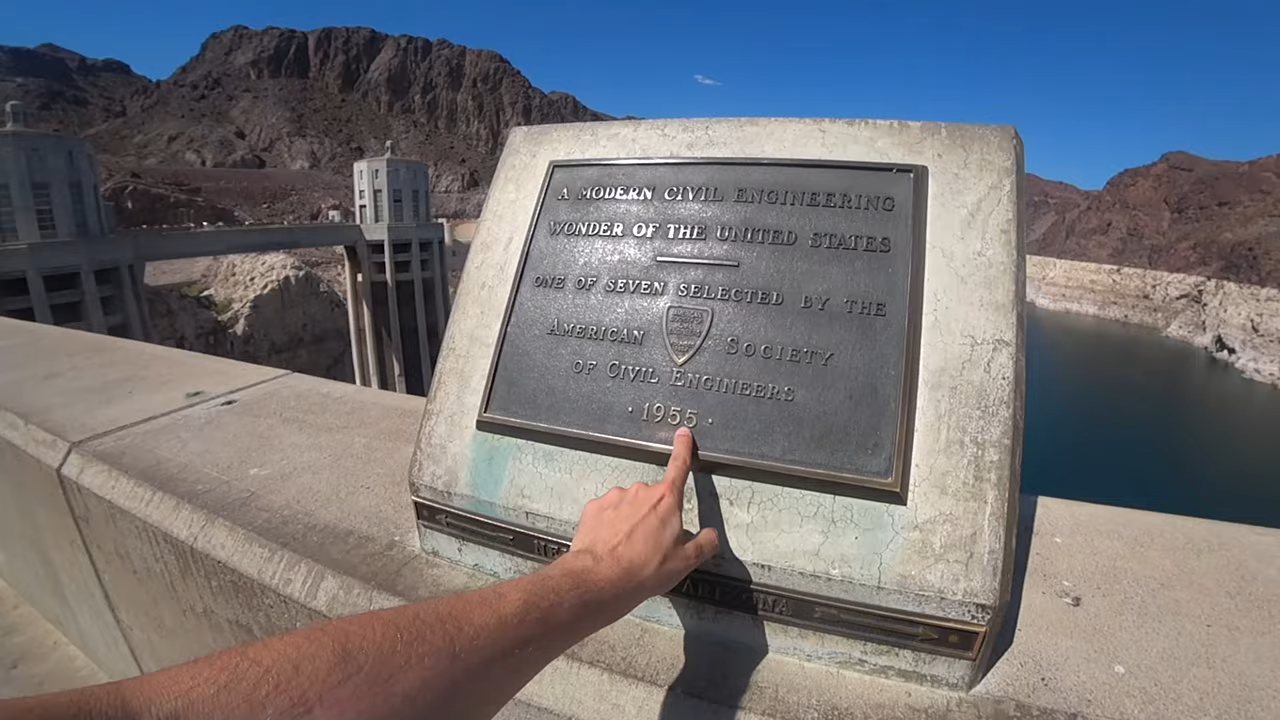 A MODERN CIVIL ENGINEERING
WONDER OF THE UNITED STATES
ONE OF SEVEN SELECTED BY THE
AMERICAN SOCIETY
OF CIVIL ENGINEERS
· 1955 ·
ARIZONA